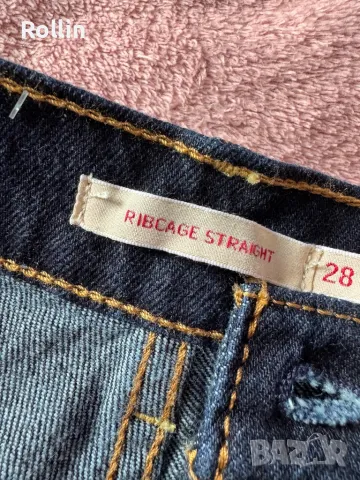 Rollin
RIBCAGE STRAIGHT
28
BAZAR